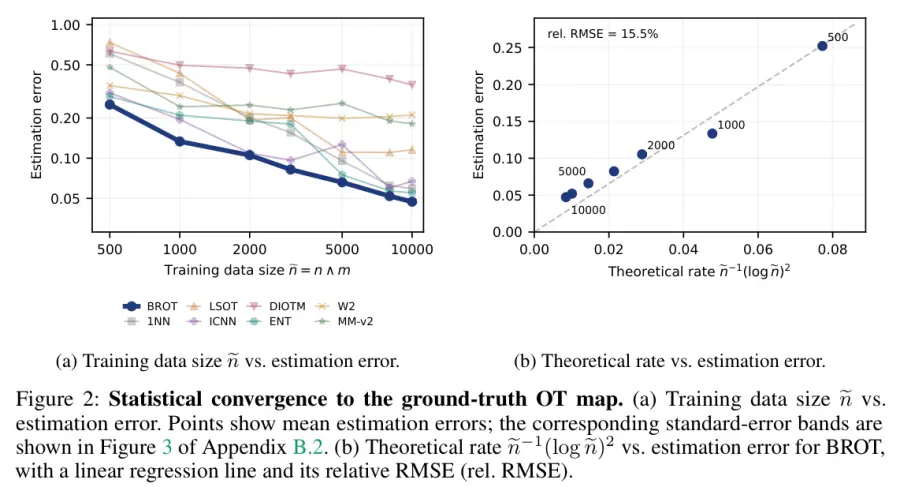 1.00
0.50
0.20
0.10
0.05
Estimation error
500
1000
2000
5000
10000
Training data size ñ = n ∧ m
BROT
LSOT
DIOTM
W2
1NN
ICNN
ENT
MM-v2
(a) Training data size ñ vs. estimation error.
rel. RMSE = 15.5%
0.25
0.20
0.15
0.10
0.05
0.00
Estimation error
500
1000
2000
5000
10000
0.00
0.02
0.04
0.06
0.08
Theoretical rate ñ⁻¹(log ñ)²
(b) Theoretical rate vs. estimation error.
Figure 2: Statistical convergence to the ground-truth OT map. (a) Training data size ñ vs.
estimation error. Points show mean estimation errors; the corresponding standard-error bands are
shown in Figure 3 of Appendix B.2. (b) Theoretical rate ñ⁻¹(log ñ)² vs. estimation error for BROT,
with a linear regression line and its relative RMSE (rel. RMSE).